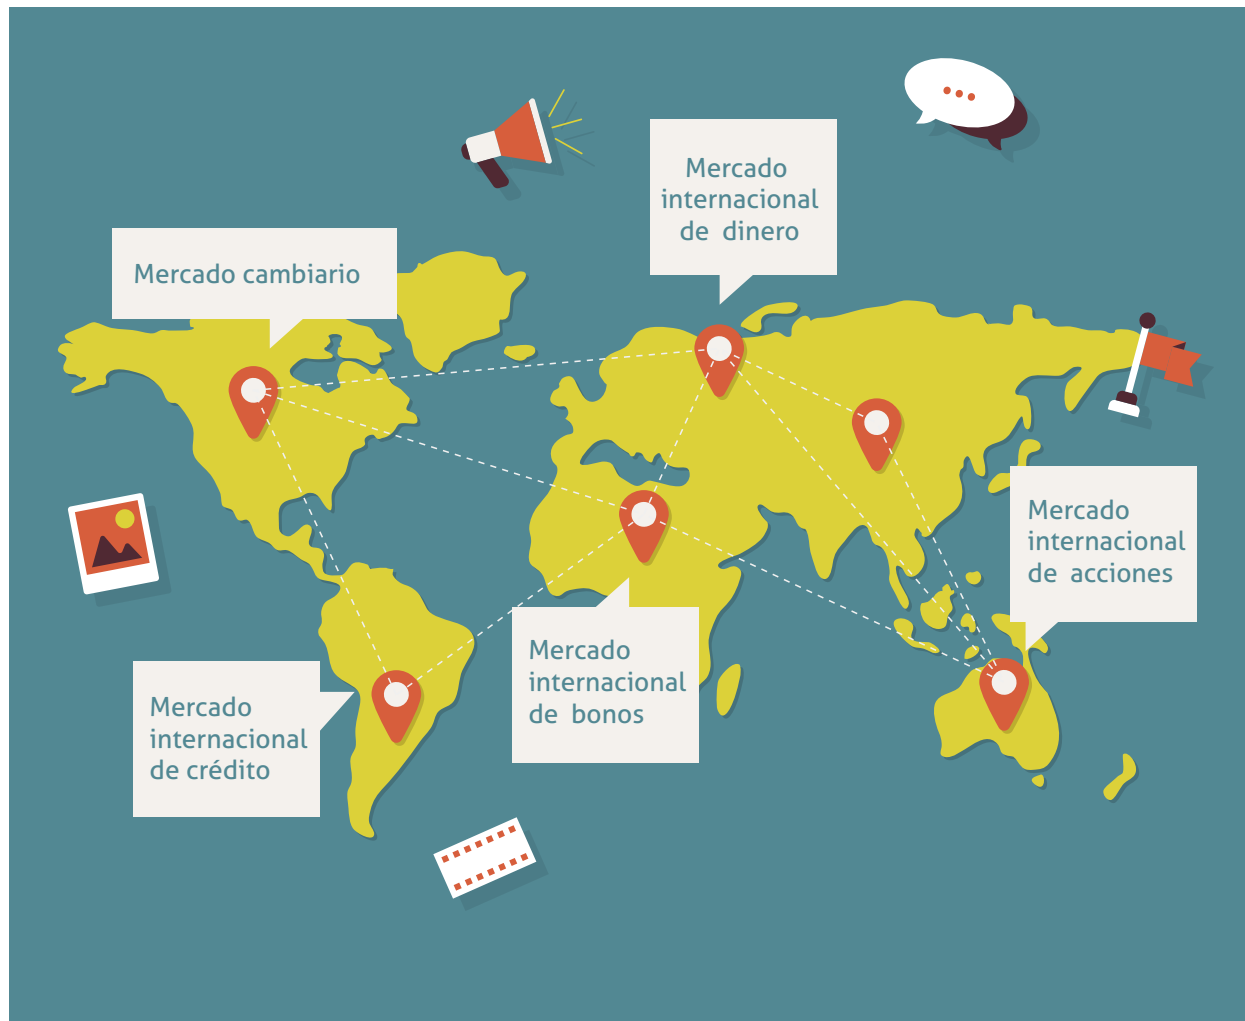 Mercado
internacional
de dinero
Mercado cambiario
Mercado
internacional
de acciones
Mercado
internacional
de bonos
Mercado
internacional
de crédito